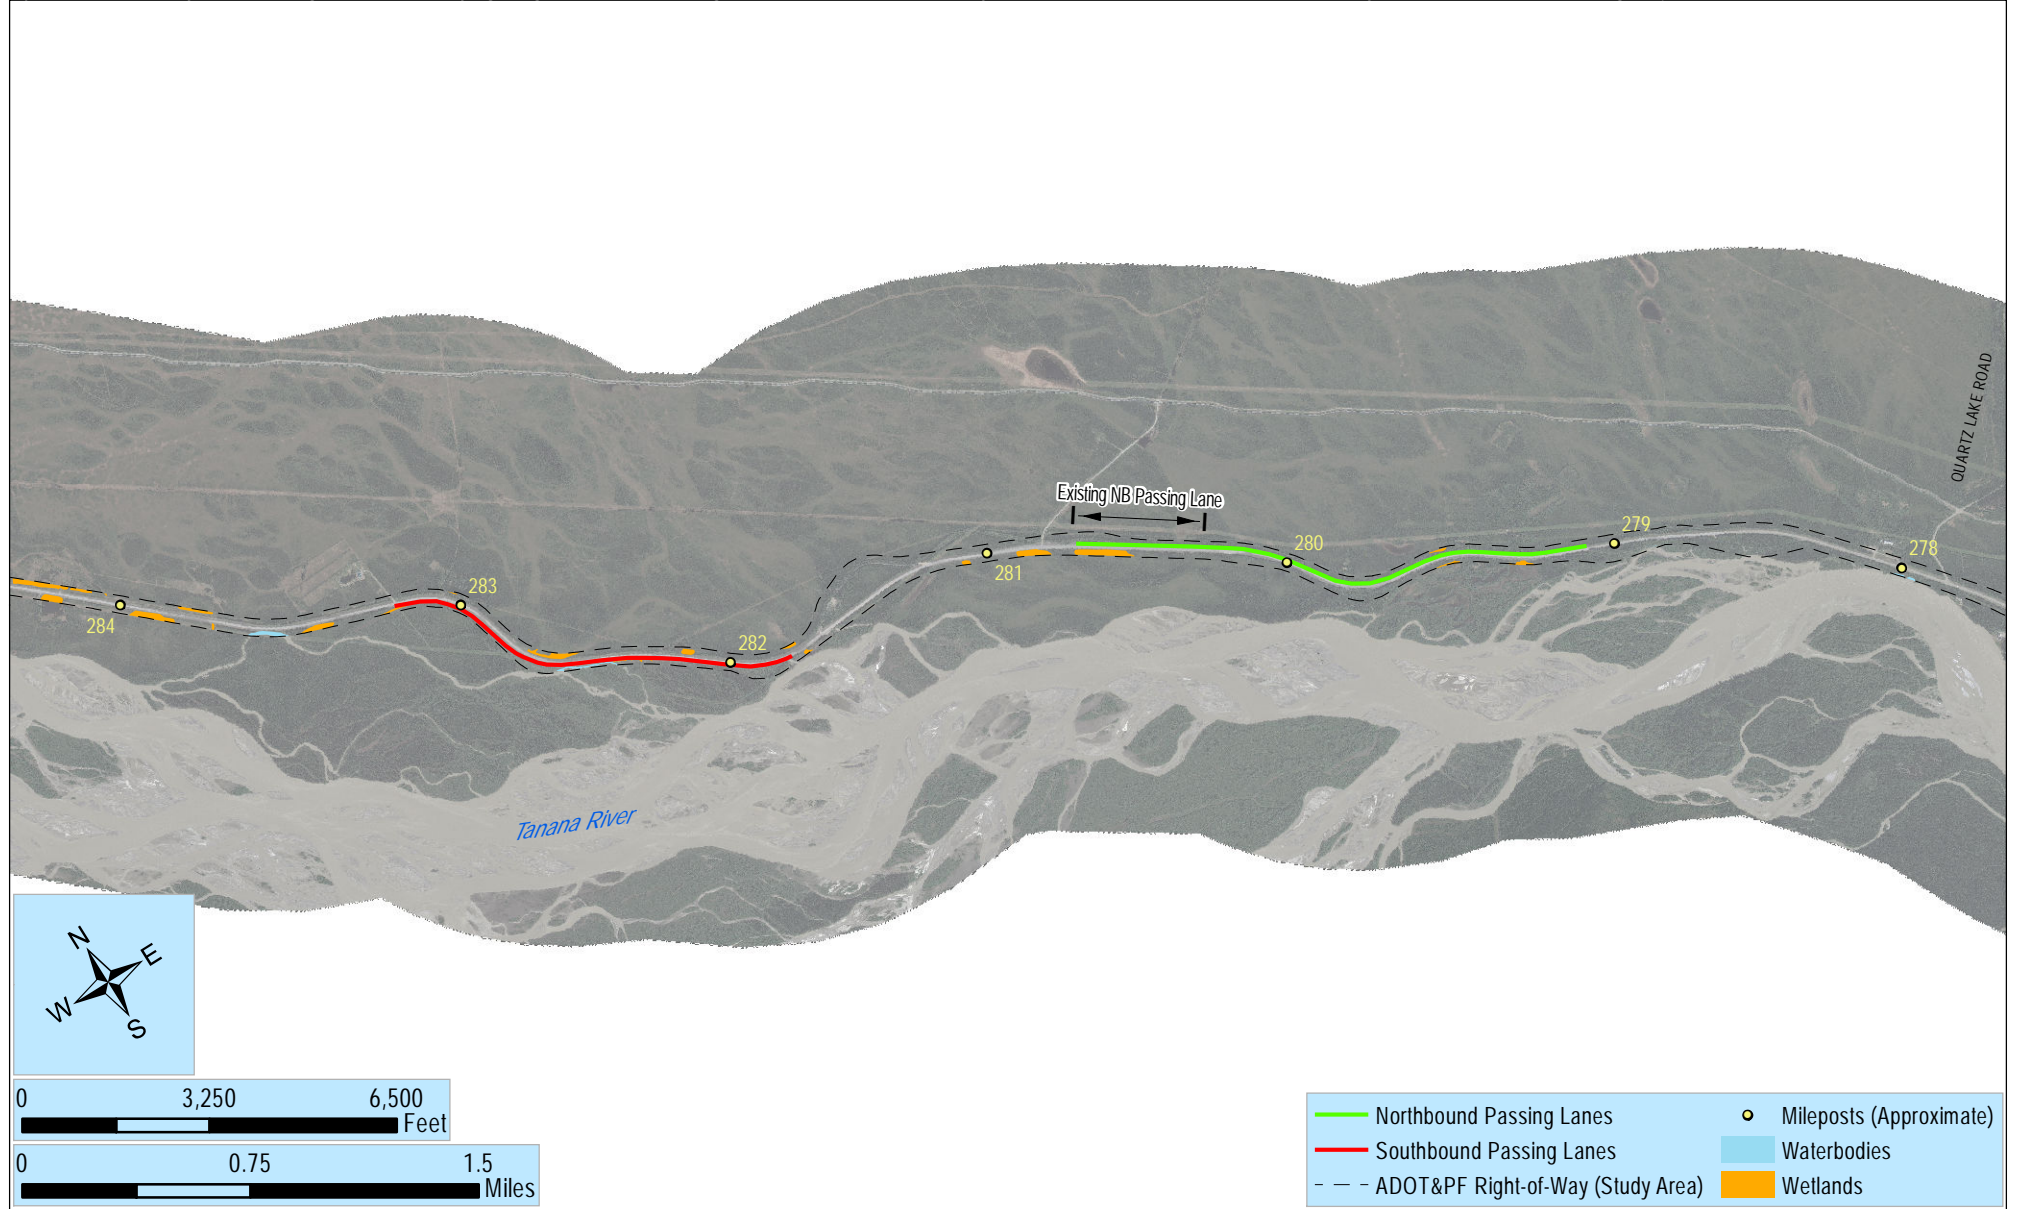 QUARTZ LAKE ROAD
Existing NB Passing Lane
279
280
278
281
283
284
282
Tanana River
N
E
W
S
0 3,250 6,500
Feet
0 0.75 1.5
Miles
Northbound Passing Lanes
Southbound Passing Lanes
ADOT&PF Right-of-Way (Study Area)
Mileposts (Approximate)
Waterbodies
Wetlands